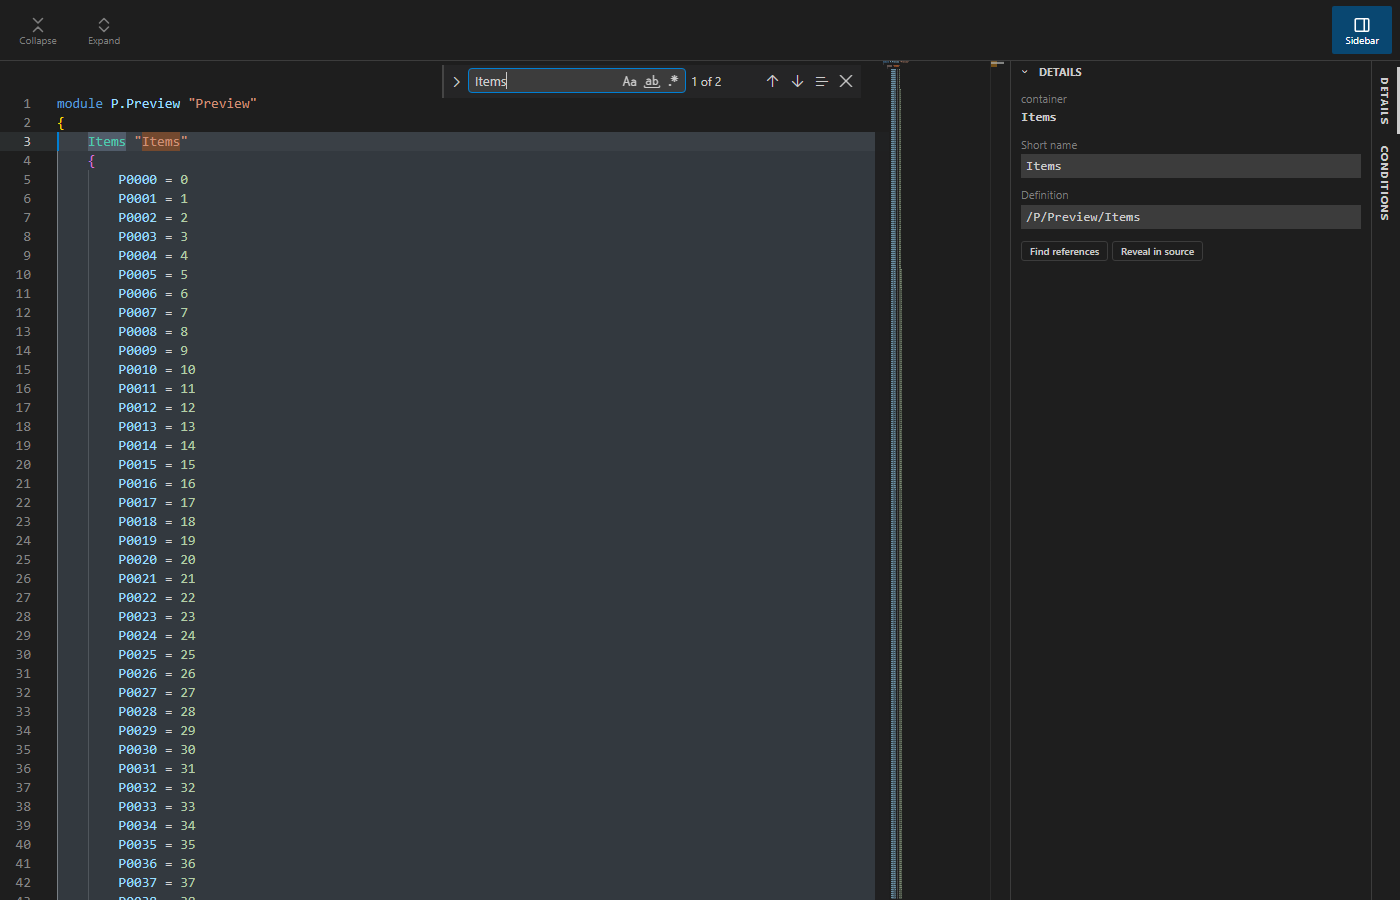 Collapse
Expand
Sidebar
Items
Aa
ab
.*
1 of 2
1 module P.Preview "Preview"
2 {
3 Items "Items"
4 {
5 P0000 = 0
6 P0001 = 1
7 P0002 = 2
8 P0003 = 3
9 P0004 = 4
10 P0005 = 5
11 P0006 = 6
12 P0007 = 7
13 P0008 = 8
14 P0009 = 9
15 P0010 = 10
16 P0011 = 11
17 P0012 = 12
18 P0013 = 13
19 P0014 = 14
20 P0015 = 15
21 P0016 = 16
22 P0017 = 17
23 P0018 = 18
24 P0019 = 19
25 P0020 = 20
26 P0021 = 21
27 P0022 = 22
28 P0023 = 23
29 P0024 = 24
30 P0025 = 25
31 P0026 = 26
32 P0027 = 27
33 P0028 = 28
34 P0029 = 29
35 P0030 = 30
36 P0031 = 31
37 P0032 = 32
38 P0033 = 33
39 P0034 = 34
40 P0035 = 35
41 P0036 = 36
42 P0037 = 37
DETAILS
container
Items
Short name
Items
Definition
/P/Preview/Items
Find references
Reveal in source
DETAILS
CONDITIONS